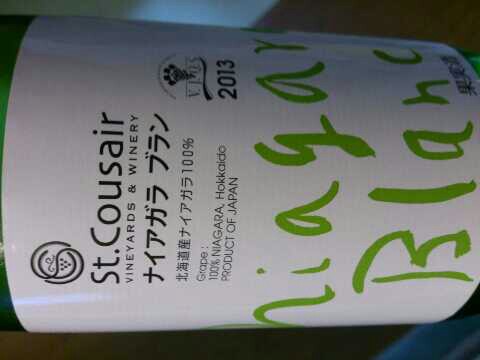 St.Cousair
VINEYARDS & WINERY
ナイアガラ ブラン
北海道産ナイアガラ100%
Grape :
100% NIAGARA, Hokkaido
PRODUCT OF JAPAN
2013
Niagar
Blanc
果実酒